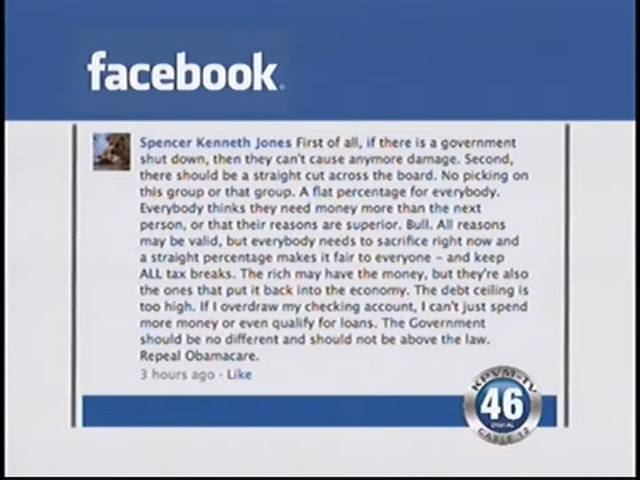 facebook.
Spencer Kenneth Jones First of all, if there is a government
shut down, then they can't cause anymore damage. Second,
there should be a straight cut across the board. No picking on
this group or that group. A flat percentage for everybody.
Everybody thinks they need money more than the next
person, or that their reasons are superior. Bull. All reasons
may be valid, but everybody needs to sacrifice right now and
a straight percentage makes it fair to everyone – and keep
ALL tax breaks. The rich may have the money, but they're also
the ones that put it back into the economy. The debt ceiling is
too high. If I overdraw my checking account, I can't just spend
more money or even qualify for loans. The Government
should be no different and should not be above the law.
Repeal Obamacare.
3 hours ago · Like
KPVM-TV
46
DIGITAL
CABLE 12